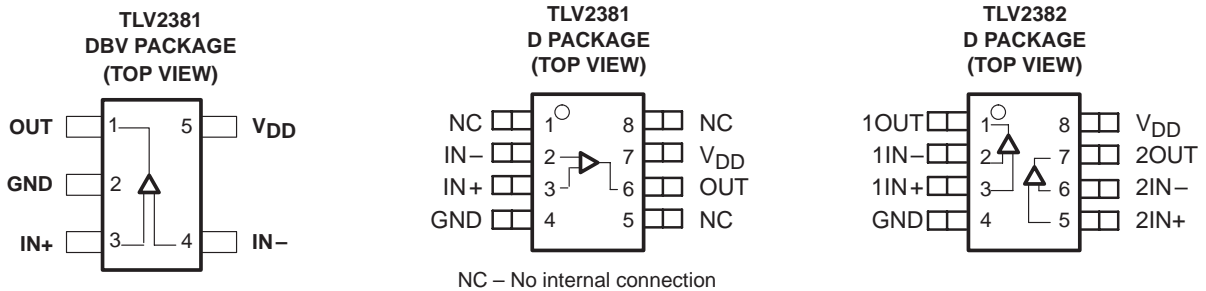 TLV2381
DBV PACKAGE
(TOP VIEW)
OUT 1 5 VDD
GND 2
IN+ 3 4 IN−
TLV2381
D PACKAGE
(TOP VIEW)
NC 1 8 NC
IN− 2 7 VDD
IN+ 3 6 OUT
GND 4 5 NC
NC – No internal connection
TLV2382
D PACKAGE
(TOP VIEW)
1OUT 1 8 VDD
1IN− 2 7 2OUT
1IN+ 3 6 2IN−
GND 4 5 2IN+